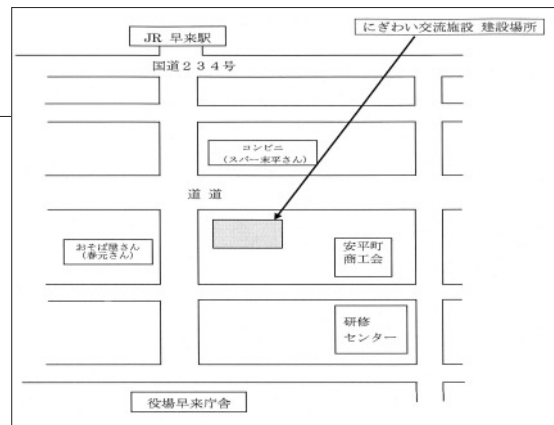 にぎわい交流施設 建設場所
JR 早来駅
国道234号
コンビニ
(スパー末平さん)
道道
おそば屋さん
(春元さん)
安平町
商工会
研修
センター
役場早来庁舎